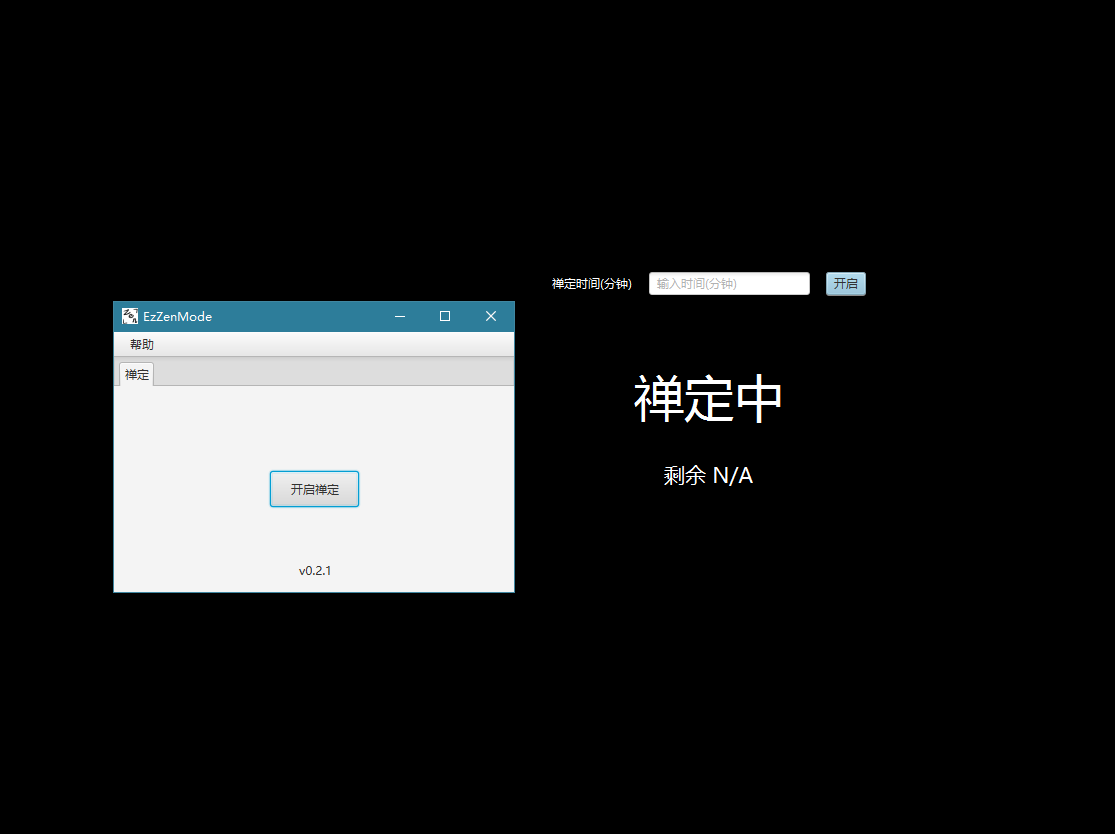 EzZenMode
帮助
禅定
开启禅定
v0.2.1
禅定时间(分钟) 输入时间(分钟) 开启
禅定中
剩余 N/A